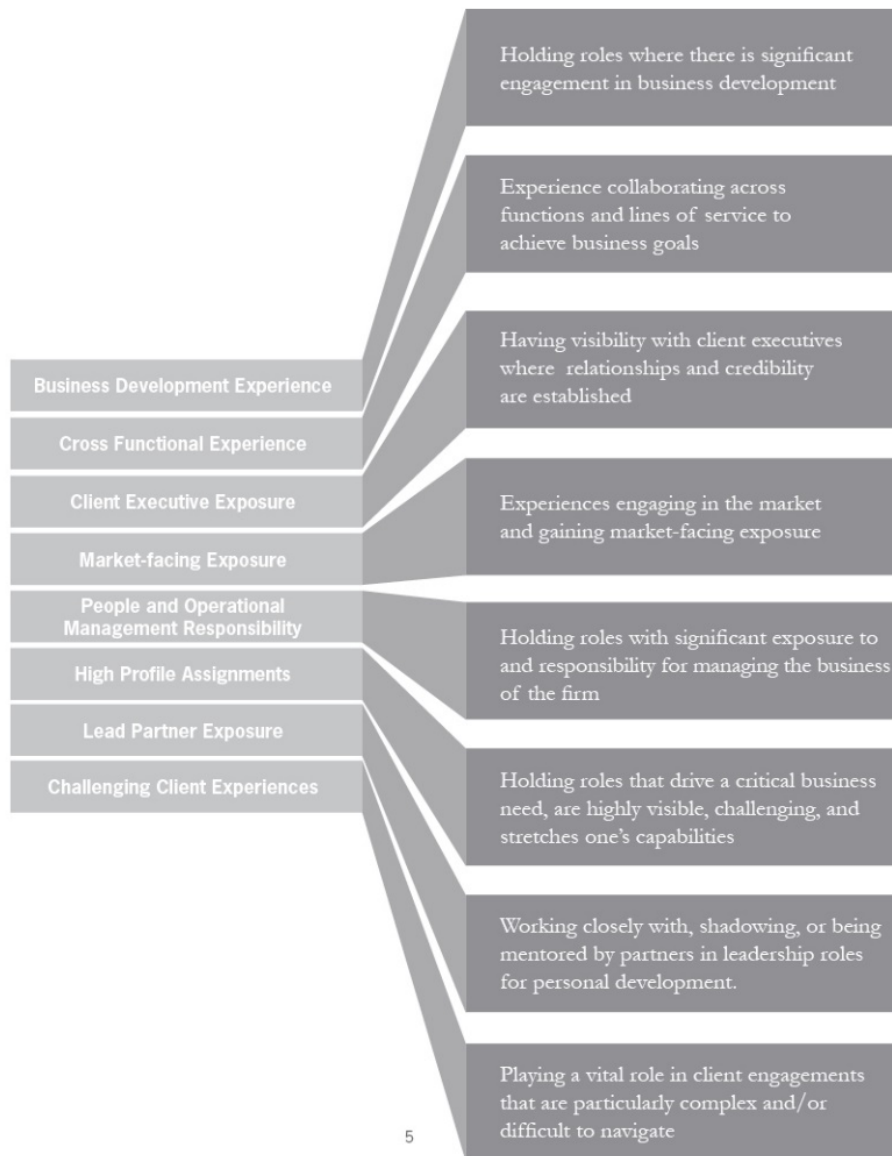 Business Development Experience
Cross Functional Experience
Client Executive Exposure
Market-facing Exposure
People and Operational
Management Responsibility
High Profile Assignments
Lead Partner Exposure
Challenging Client Experiences
Holding roles where there is significant
engagement in business development
Experience collaborating across
functions and lines of service to
achieve business goals
Having visibility with client executives
where relationships and credibility
are established
Experiences engaging in the market
and gaining market-facing exposure
Holding roles with significant exposure to
and responsibility for managing the business
of the firm
Holding roles that drive a critical business
need, are highly visible, challenging, and
stretches one’s capabilities
Working closely with, shadowing, or being
mentored by partners in leadership roles
for personal development.
Playing a vital role in client engagements
that are particularly complex and/or
difficult to navigate
5